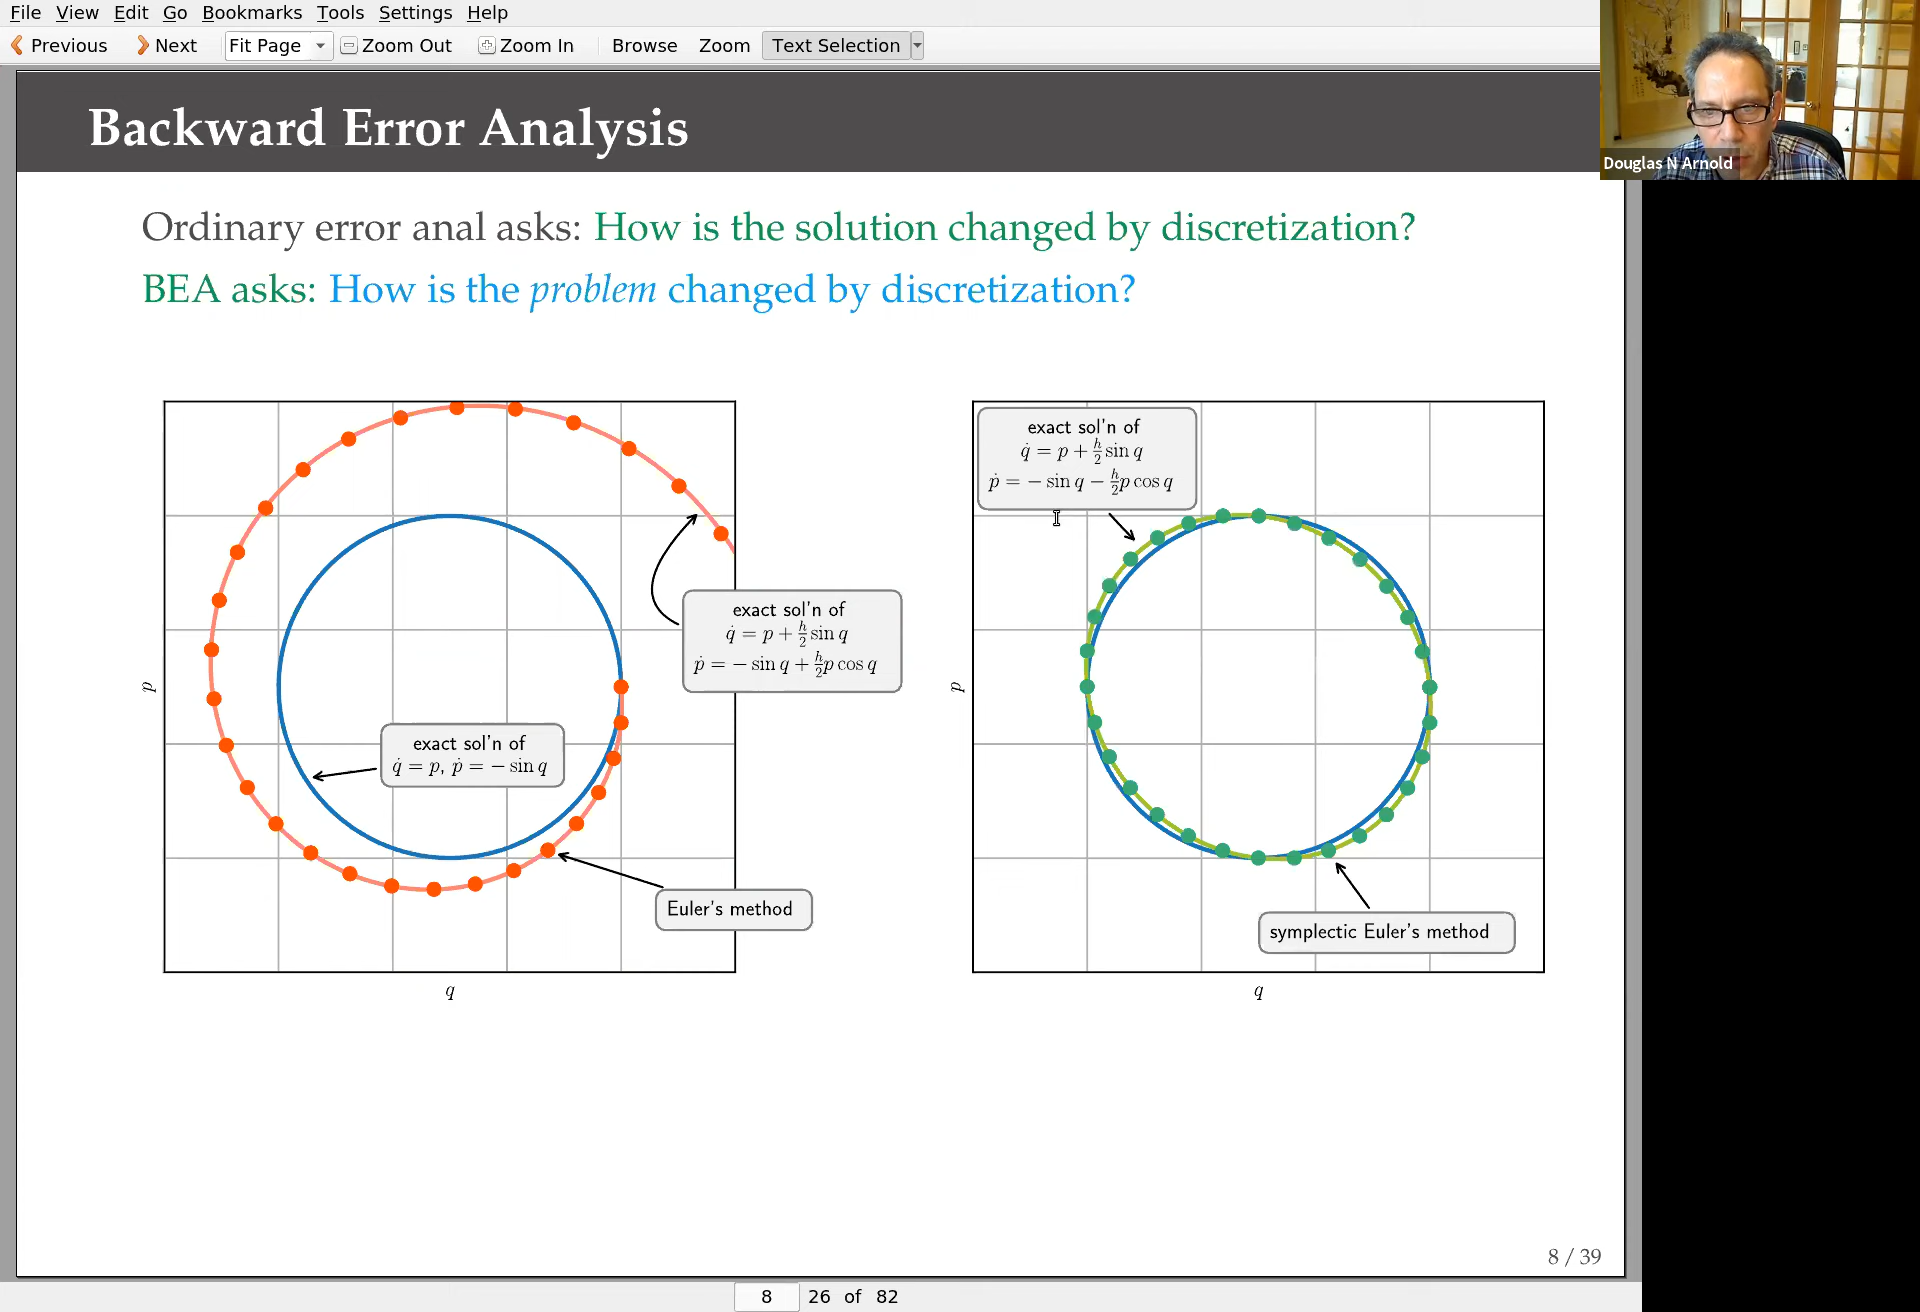 File View Edit Go Bookmarks Tools Settings Help
Previous Next Fit Page Zoom Out Zoom In Browse Zoom Text Selection
Douglas N Arnold
Backward Error Analysis
Ordinary error anal asks: How is the solution changed by discretization?
BEA asks: How is the problem changed by discretization?
exact sol'n of
q̇ = p + h/2 sin q
ṗ = − sin q + h/2 p cos q
exact sol'n of
q̇ = p, ṗ = − sin q
Euler's method
p
q
exact sol'n of
q̇ = p + h/2 sin q
ṗ = − sin q − h/2 p cos q
symplectic Euler's method
p
q
8 / 39
8 26 of 82